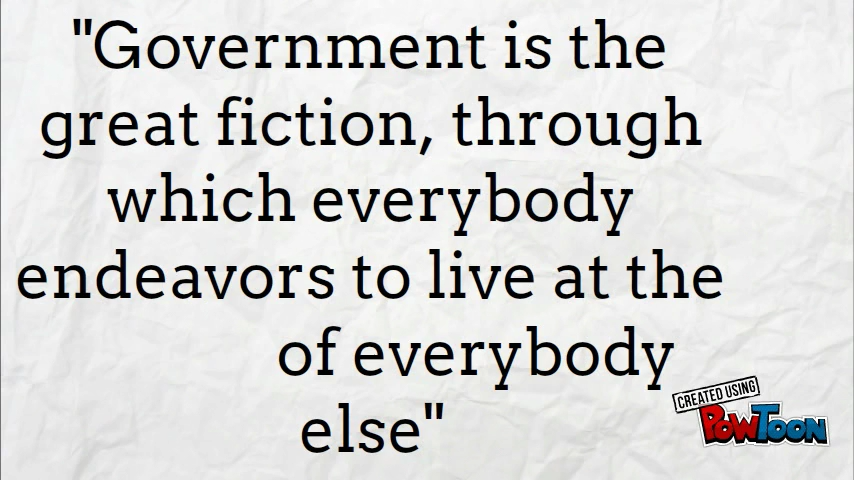 "Government is the
great fiction, through
which everybody
endeavors to live at the
of everybody
else"
CREATED USING
POWTOON